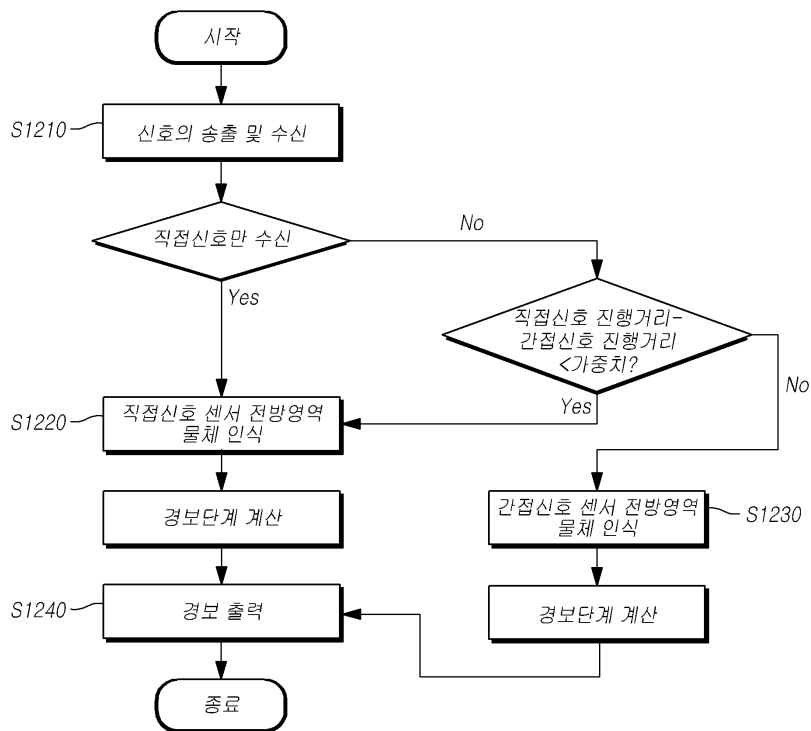 시작
S1210
신호의 송출 및 수신
직접신호만 수신
No
Yes
직접신호 진행거리-
간접신호 진행거리
<가중치?
No
Yes
S1220
직접신호 센서 전방영역
물체 인식
경보단계 계산
간접신호 센서 전방영역
물체 인식
S1230
S1240
경보 출력
경보단계 계산
종료